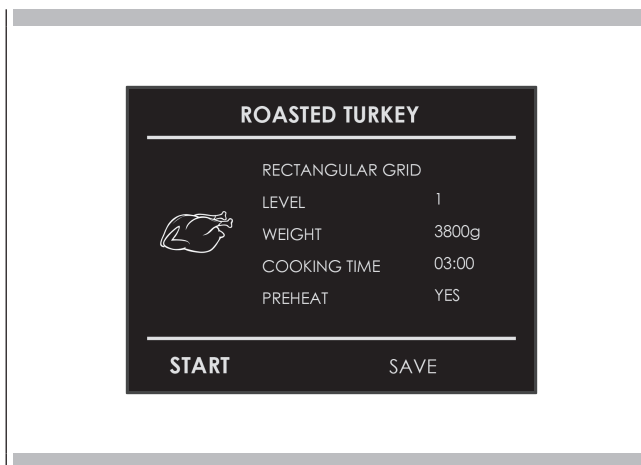 ROASTED TURKEY
RECTANGULAR GRID
LEVEL 1
WEIGHT 3800g
COOKING TIME 03:00
PREHEAT YES
START SAVE